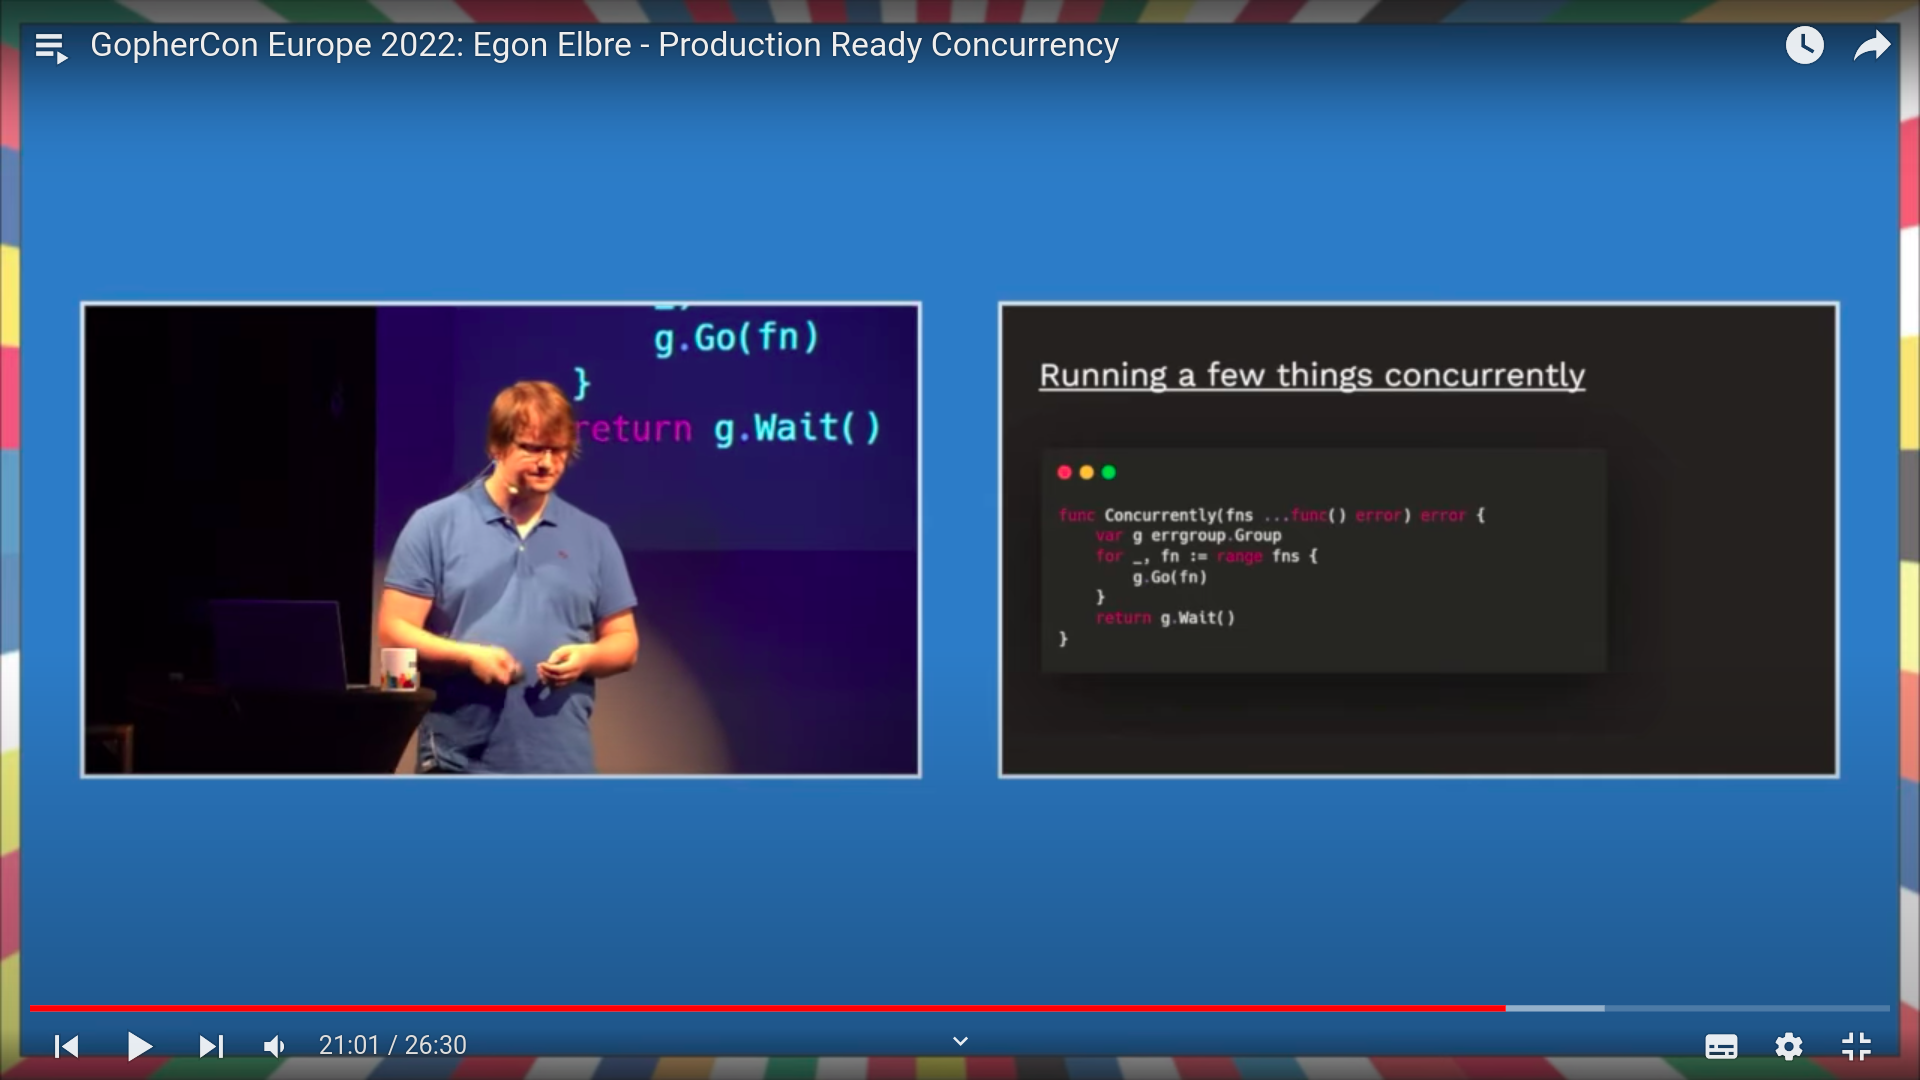 GopherCon Europe 2022: Egon Elbre - Production Ready Concurrency
g.Go(fn)
}
return g.Wait()
Running a few things concurrently
func Concurrently(fns ...func() error) error {
    var g errgroup.Group
    for _, fn := range fns {
        g.Go(fn)
    }
    return g.Wait()
}
21:01 / 26:30